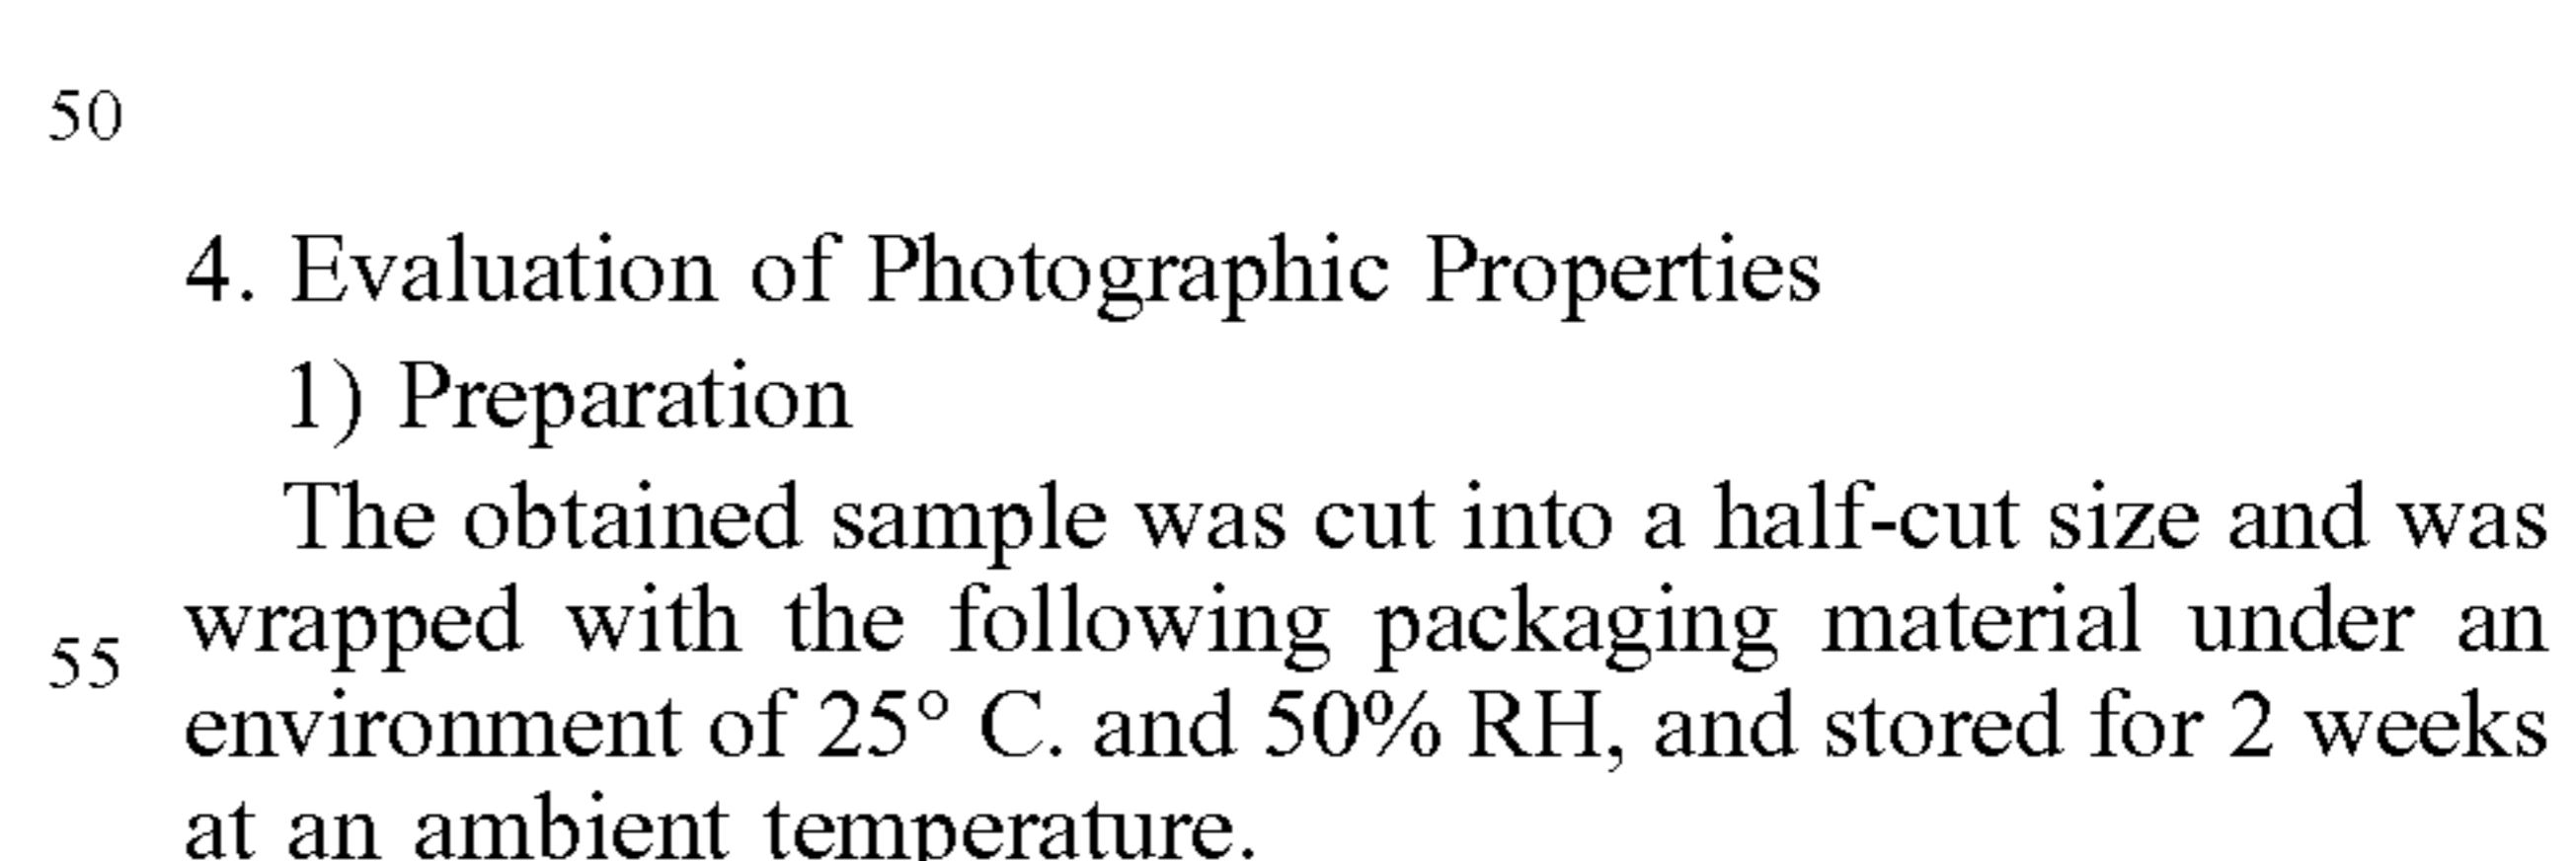 50
4. Evaluation of Photographic Properties
1) Preparation
The obtained sample was cut into a half-cut size and was
wrapped with the following packaging material under an
55
environment of 25° C. and 50% RH, and stored for 2 weeks
at an ambient temperature.